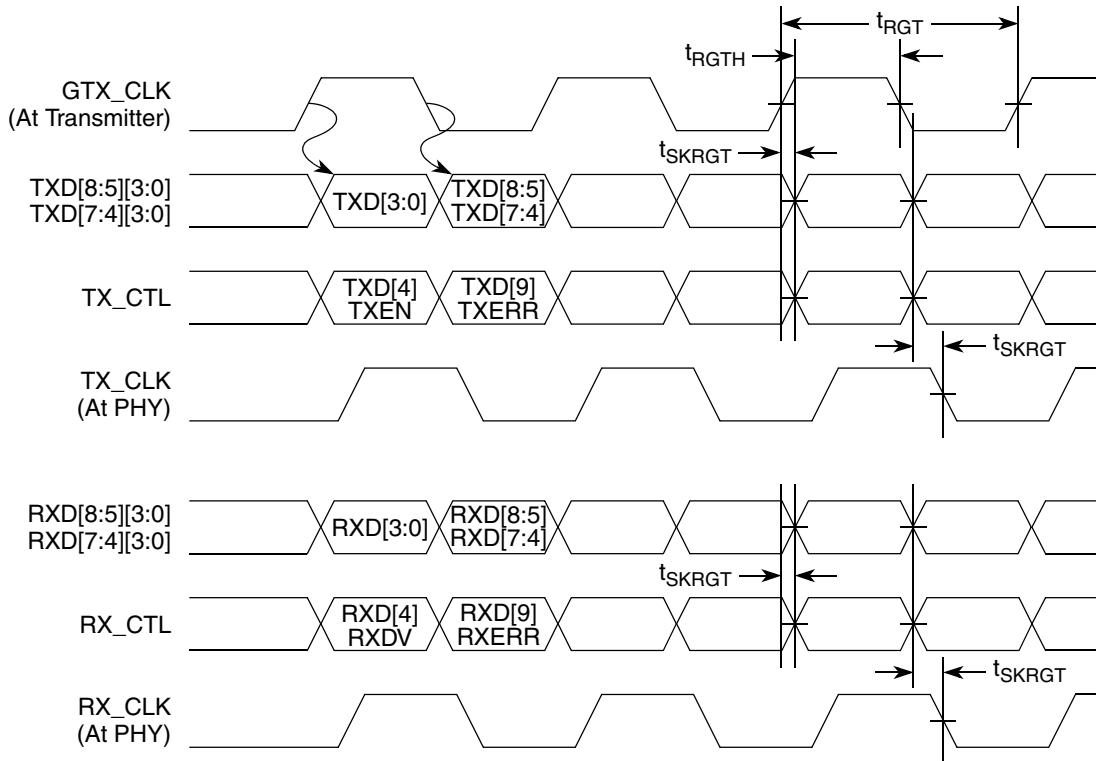 tRGT
tRGTH
GTX_CLK
(At Transmitter)
tSKRGT
TXD[8:5][3:0]
TXD[7:4][3:0]
TXD[3:0]
TXD[8:5]
TXD[7:4]
TX_CTL
TXD[4]
TXEN
TXD[9]
TXERR
tSKRGT
TX_CLK
(At PHY)
RXD[8:5][3:0]
RXD[7:4][3:0]
RXD[3:0]
RXD[8:5]
RXD[7:4]
tSKRGT
RX_CTL
RXD[4]
RXDV
RXD[9]
RXERR
tSKRGT
RX_CLK
(At PHY)